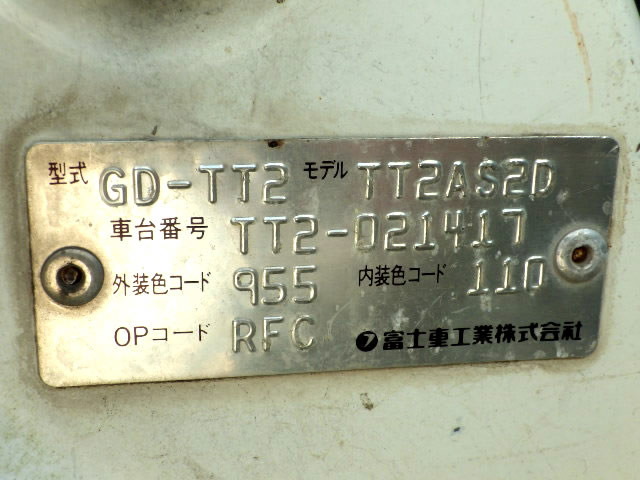 型式 GD-TT2 モデル TT2AS2D
車台番号 TT2-021417
外装色コード 955 内装色コード 110
OPコード RFC 富士重工業株式会社